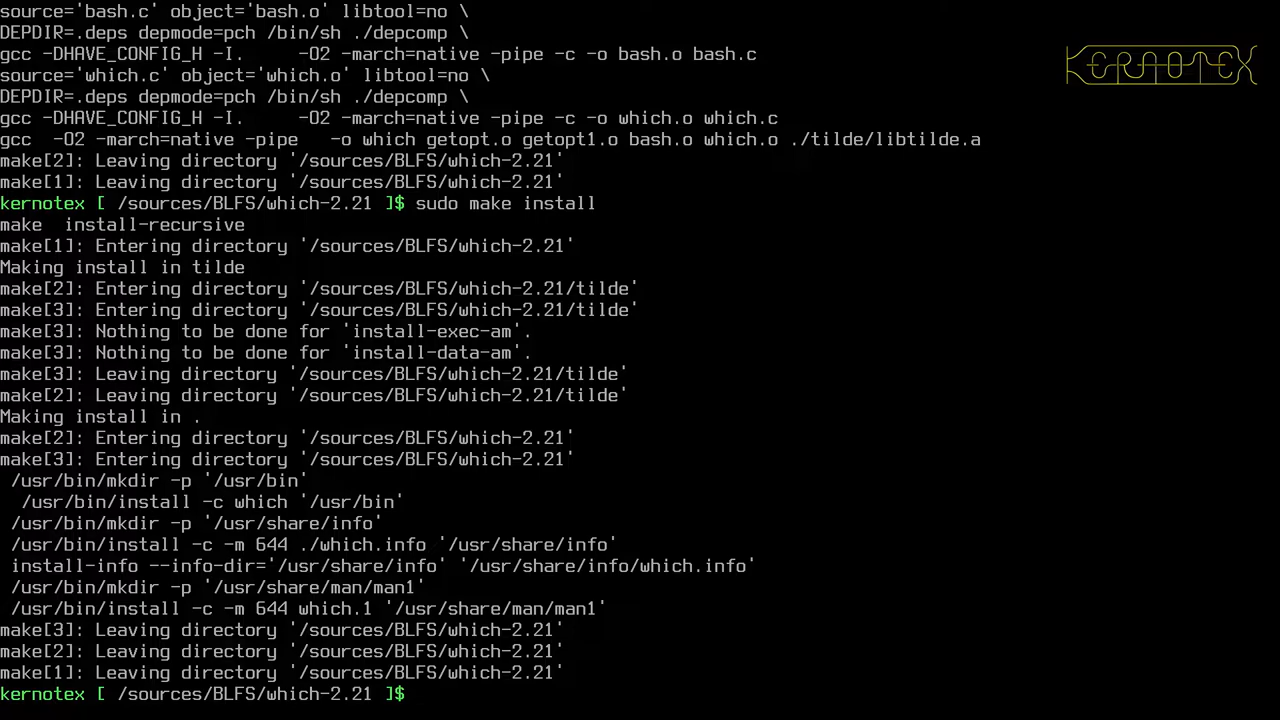 source='bash.c' object='bash.o' libtool=no \
KERNOTEX
DEPDIR=.deps depmode=pch /bin/sh ./depcomp \
gcc -DHAVE_CONFIG_H -I.     -O2 -march=native -pipe -c -o bash.o bash.c
source='which.c' object='which.o' libtool=no \
DEPDIR=.deps depmode=pch /bin/sh ./depcomp \
gcc -DHAVE_CONFIG_H -I.     -O2 -march=native -pipe -c -o which.o which.c
gcc  -O2 -march=native -pipe   -o which getopt.o getopt1.o bash.o which.o ./tilde/libtilde.a
make[2]: Leaving directory '/sources/BLFS/which-2.21'
make[1]: Leaving directory '/sources/BLFS/which-2.21'
kernotex [ /sources/BLFS/which-2.21 ]$ sudo make install
make  install-recursive
make[1]: Entering directory '/sources/BLFS/which-2.21'
Making install in tilde
make[2]: Entering directory '/sources/BLFS/which-2.21/tilde'
make[3]: Entering directory '/sources/BLFS/which-2.21/tilde'
make[3]: Nothing to be done for 'install-exec-am'.
make[3]: Nothing to be done for 'install-data-am'.
make[3]: Leaving directory '/sources/BLFS/which-2.21/tilde'
make[2]: Leaving directory '/sources/BLFS/which-2.21/tilde'
Making install in .
make[2]: Entering directory '/sources/BLFS/which-2.21'
make[3]: Entering directory '/sources/BLFS/which-2.21'
 /usr/bin/mkdir -p '/usr/bin'
  /usr/bin/install -c which '/usr/bin'
 /usr/bin/mkdir -p '/usr/share/info'
 /usr/bin/install -c -m 644 ./which.info '/usr/share/info'
 install-info --info-dir='/usr/share/info' '/usr/share/info/which.info'
 /usr/bin/mkdir -p '/usr/share/man/man1'
 /usr/bin/install -c -m 644 which.1 '/usr/share/man/man1'
make[3]: Leaving directory '/sources/BLFS/which-2.21'
make[2]: Leaving directory '/sources/BLFS/which-2.21'
make[1]: Leaving directory '/sources/BLFS/which-2.21'
kernotex [ /sources/BLFS/which-2.21 ]$